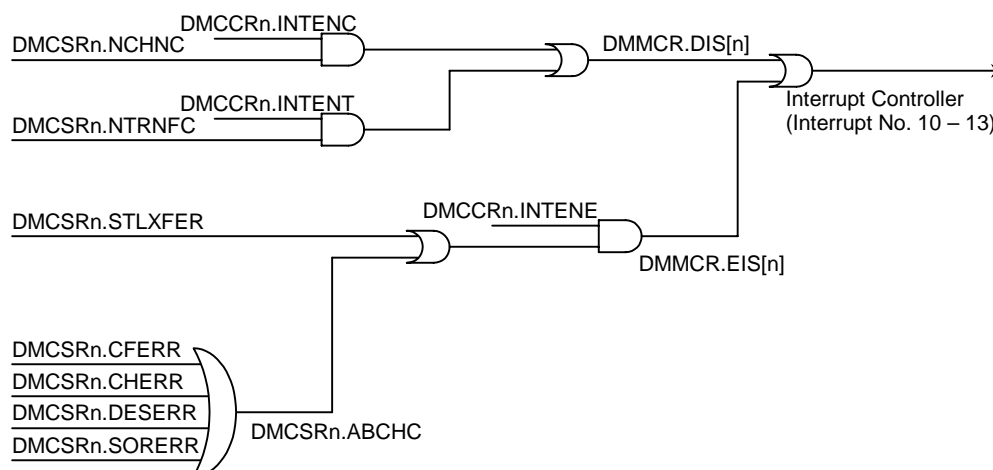 DMCCRn.INTENC
DMCSRn.NCHNC
DMMCR.DIS[n]
DMCCRn.INTENT
DMCSRn.NTRNFC
Interrupt Controller
(Interrupt No. 10 – 13)
DMCSRn.STLXFER
DMCCRn.INTENE
DMMCR.EIS[n]
DMCSRn.CFERR
DMCSRn.CHERR
DMCSRn.DESERR
DMCSRn.SORERR
DMCSRn.ABCHC